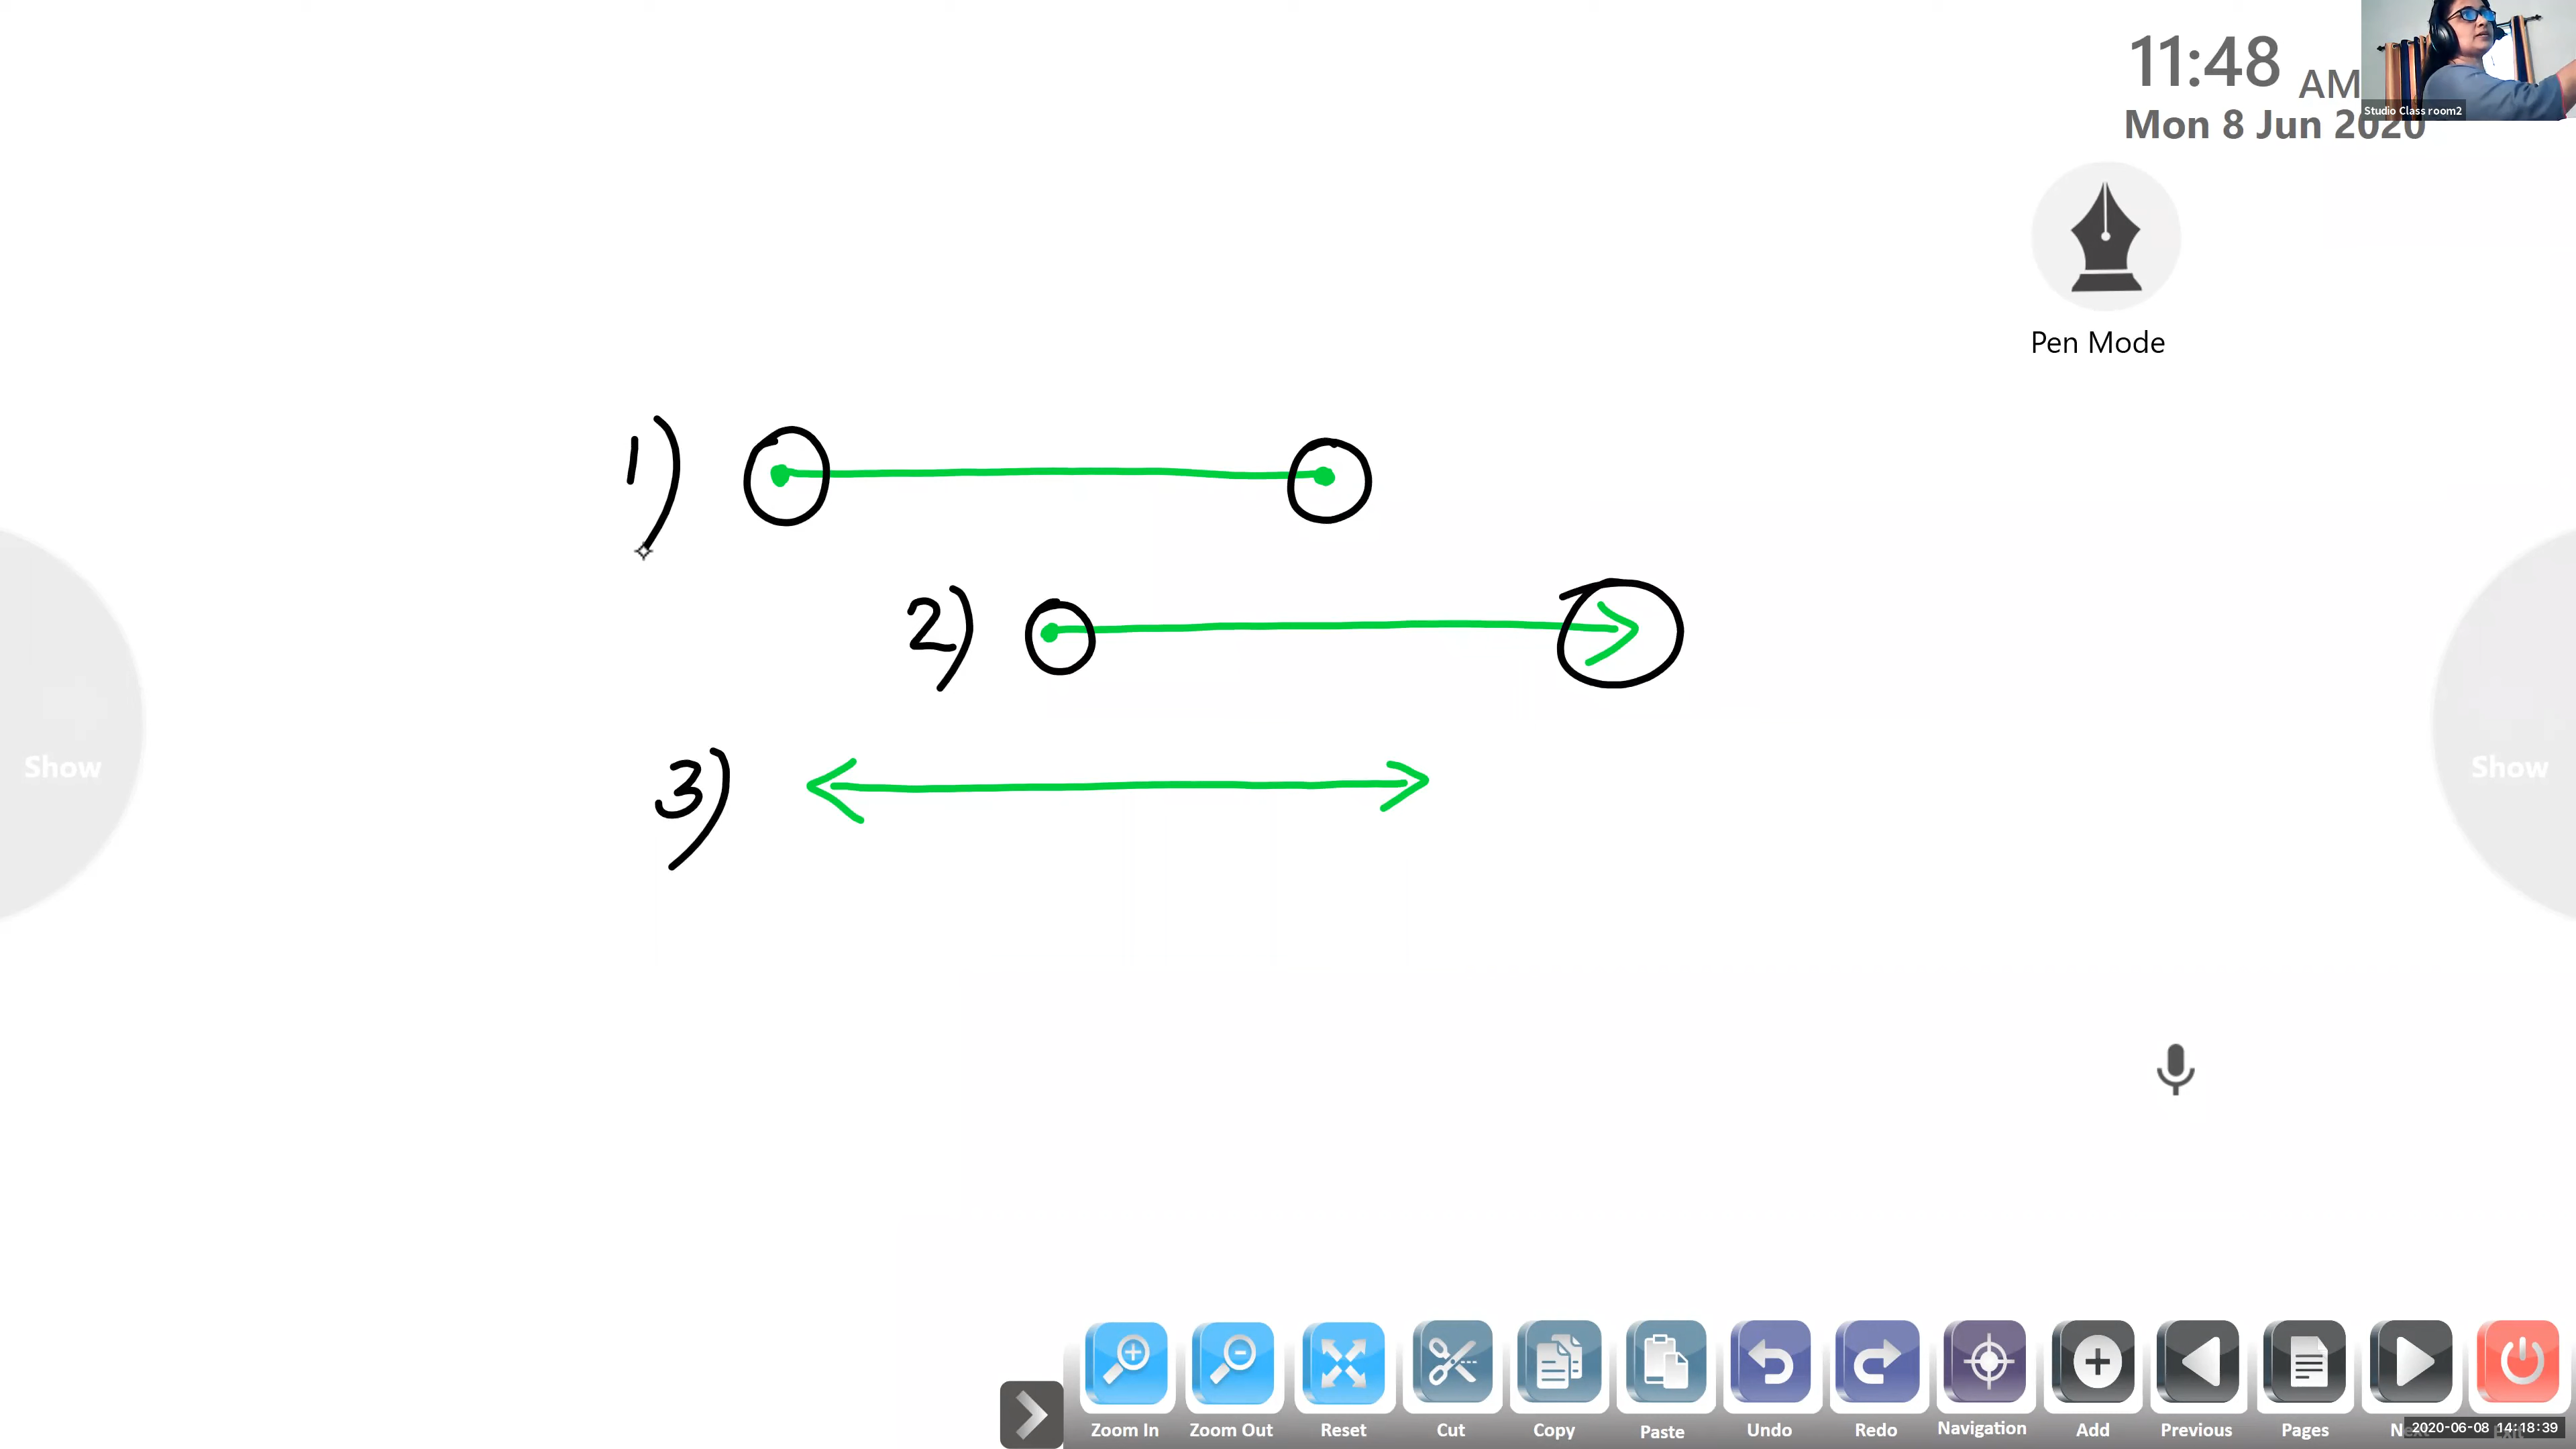 11:48 AM
Studio Class room2
Mon 8 Jun 2020
Pen Mode
1)
2)
3)
Show
Show
Zoom In Zoom Out Reset Cut Copy Paste Undo Redo Navigation Add Previous Pages
2020-06-08 14:18:39